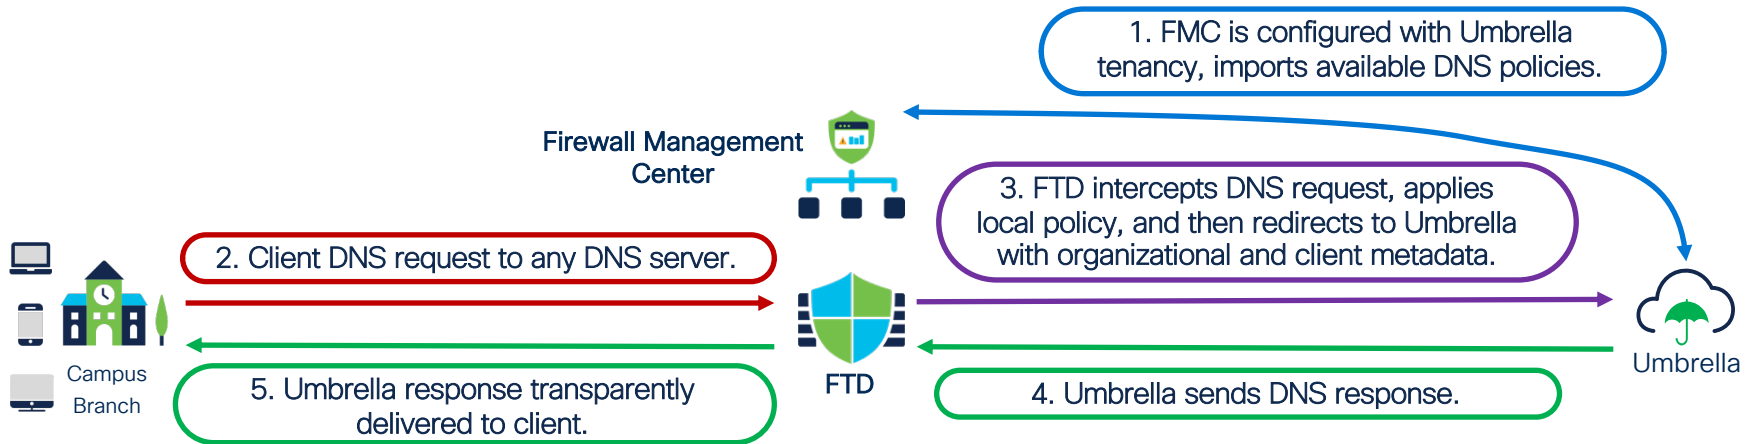 1. FMC is configured with Umbrella
tenancy, imports available DNS policies.
Firewall Management
Center
3. FTD intercepts DNS request, applies
local policy, and then redirects to Umbrella
with organizational and client metadata.
2. Client DNS request to any DNS server.
Campus
Branch
FTD
Umbrella
5. Umbrella response transparently
delivered to client.
4. Umbrella sends DNS response.